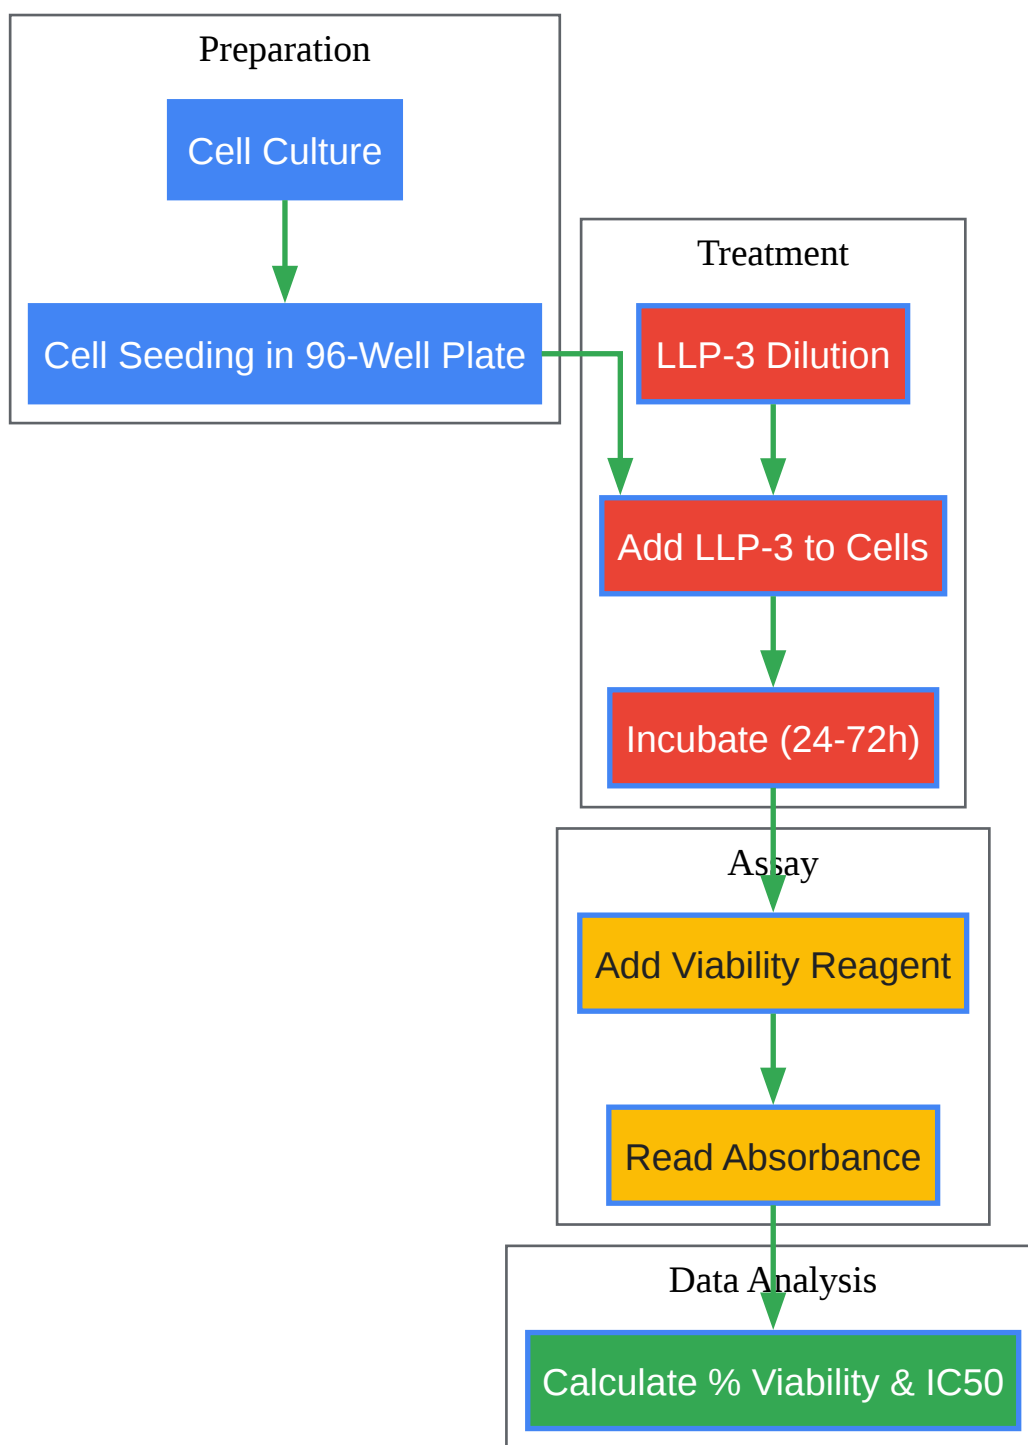 Preparation
Cell Culture
Cell Seeding in 96-Well Plate
Treatment
LLP-3 Dilution
Add LLP-3 to Cells
Incubate (24-72h)
Assay
Add Viability Reagent
Read Absorbance
Data Analysis
Calculate % Viability & IC50